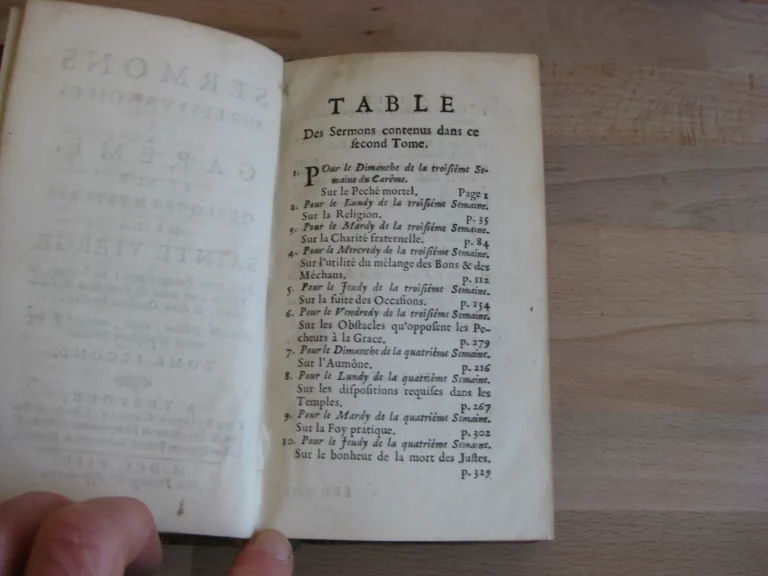 TABLE
Des Sermons contenus dans ce
ſecond Tome.
1. POur le Dimanche de la troiſiéme Se-
maine du Carême.
Sur le Peché mortel. Page 1
2. Pour le Lundy de la troiſiéme Semaine.
Sur la Religion. p. 35
3. Pour le Mardy de la troiſiéme Semaine.
Sur la Charité fraternelle. p. 84
4. Pour le Mercredy de la troiſiéme Semaine.
Sur l'utilité du mélange des Bons & des
Méchans. p. 112
5. Pour le Jeudy de la troiſiéme Semaine.
Sur la fuite des Occaſions. p. 154
6. Pour le Vendredy de la troiſiéme Semaine.
Sur les Obſtacles qu'oppoſent les Pe-
cheurs à la Grace. p. 279
7. Pour le Dimanche de la quatriéme Semaine.
Sur l'Aumône. p. 216
8. Pour le Lundy de la quatriéme Semaine.
Sur les diſpoſitions requiſes dans les
Temples. p. 267
9. Pour le Mardy de la quatriéme Semaine.
Sur la Foy pratique. p. 302
10. Pour le Jeudy de la quatriéme Semaine.
Sur le bonheur de la mort des Juſtes.
p. 329